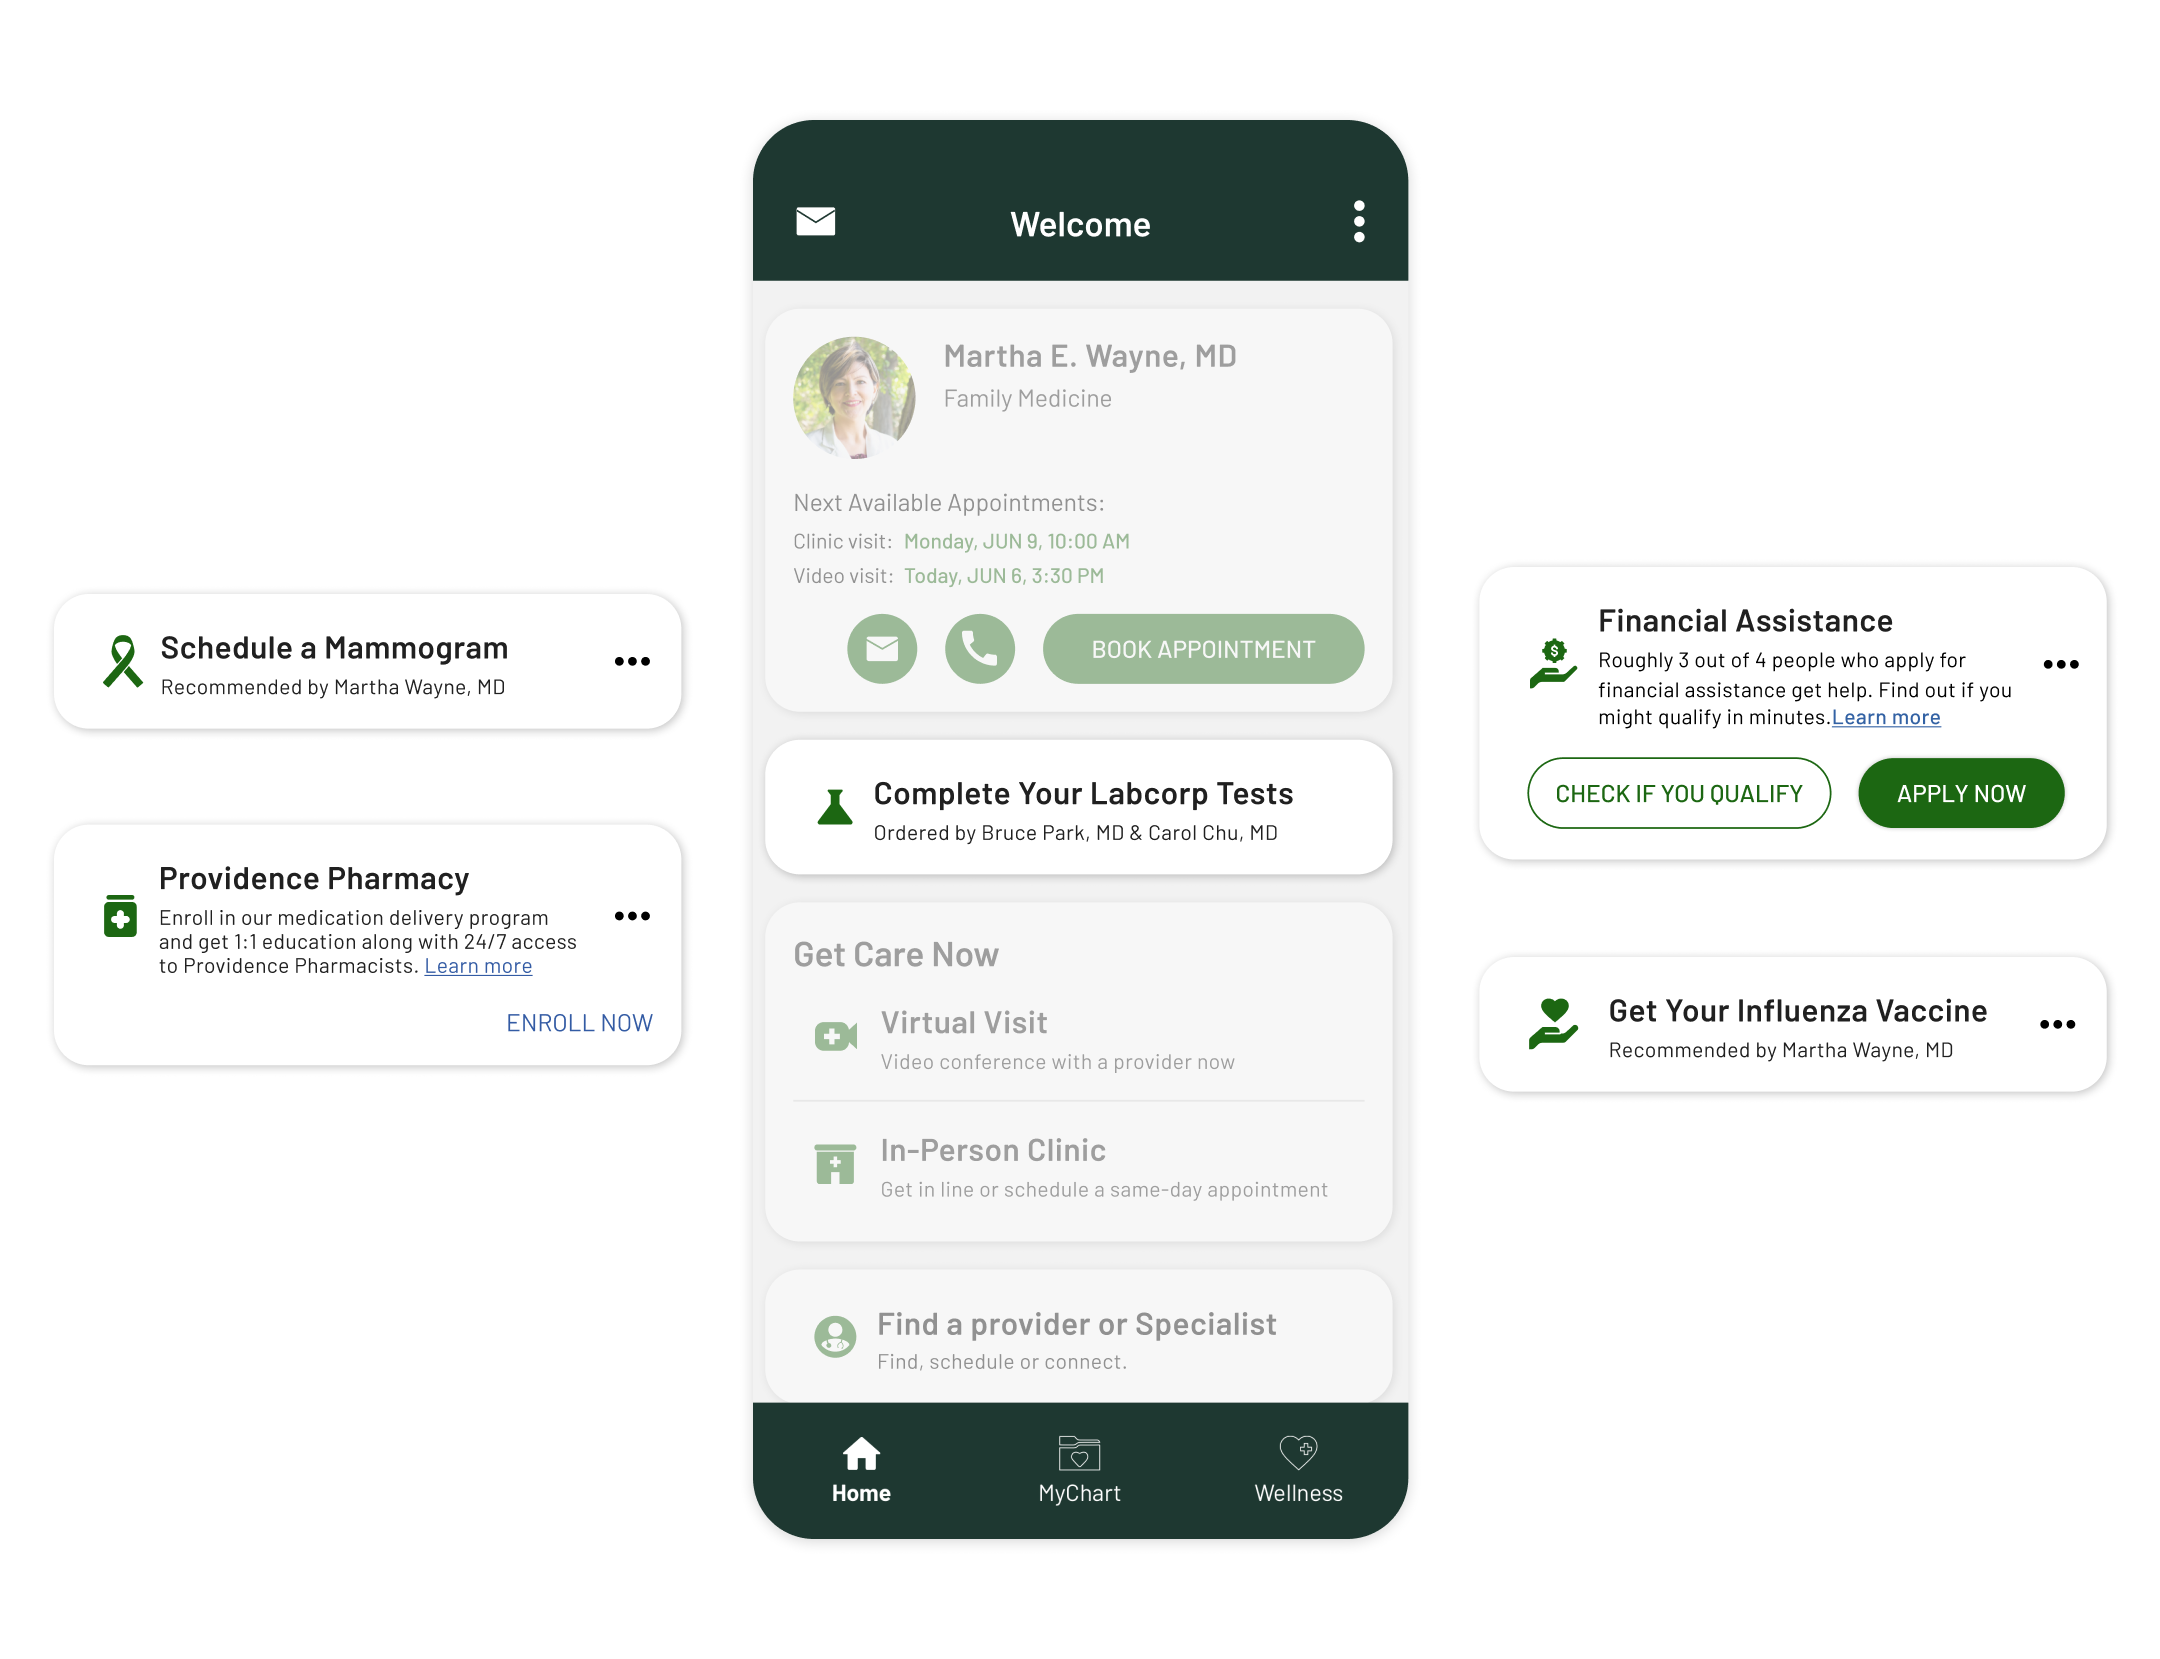 Welcome
Martha E. Wayne, MD
Family Medicine
Next Available Appointments:
Clinic visit: Monday, JUN 9, 10:00 AM
Video visit: Today, JUN 6, 3:30 PM
BOOK APPOINTMENT
Complete Your Labcorp Tests
Ordered by Bruce Park, MD & Carol Chu, MD
Get Care Now
Virtual Visit
Video conference with a provider now
In-Person Clinic
Get in line or schedule a same-day appointment
Find a provider or Specialist
Find, schedule or connect.
Home
MyChart
Wellness
Schedule a Mammogram
Recommended by Martha Wayne, MD
Providence Pharmacy
Enroll in our medication delivery program
and get 1:1 education along with 24/7 access
to Providence Pharmacists. Learn more
ENROLL NOW
Financial Assistance
Roughly 3 out of 4 people who apply for
financial assistance get help. Find out if you
might qualify in minutes.Learn more
CHECK IF YOU QUALIFY
APPLY NOW
Get Your Influenza Vaccine
Recommended by Martha Wayne, MD